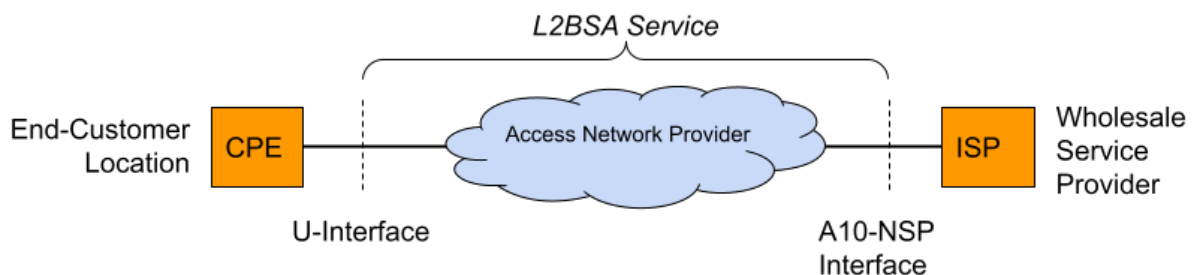 L2BSA Service
End-Customer
Location
CPE
Access Network Provider
ISP
Wholesale
Service
Provider
U-Interface
A10-NSP
Interface